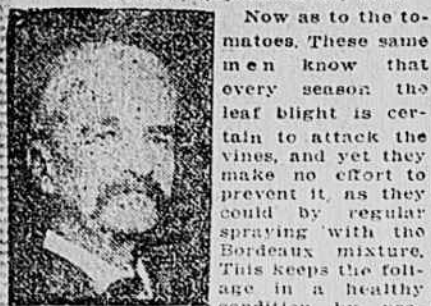 Now as to the to-
matoes. These same
men know that
every season the
leaf blight is cer-
tain to attack the
vines, and yet they
make no effort to
prevent it, as they
could by regular
spraying with the
Bordeaux mixture.
This keeps the foli-
age in a healthy
condition by